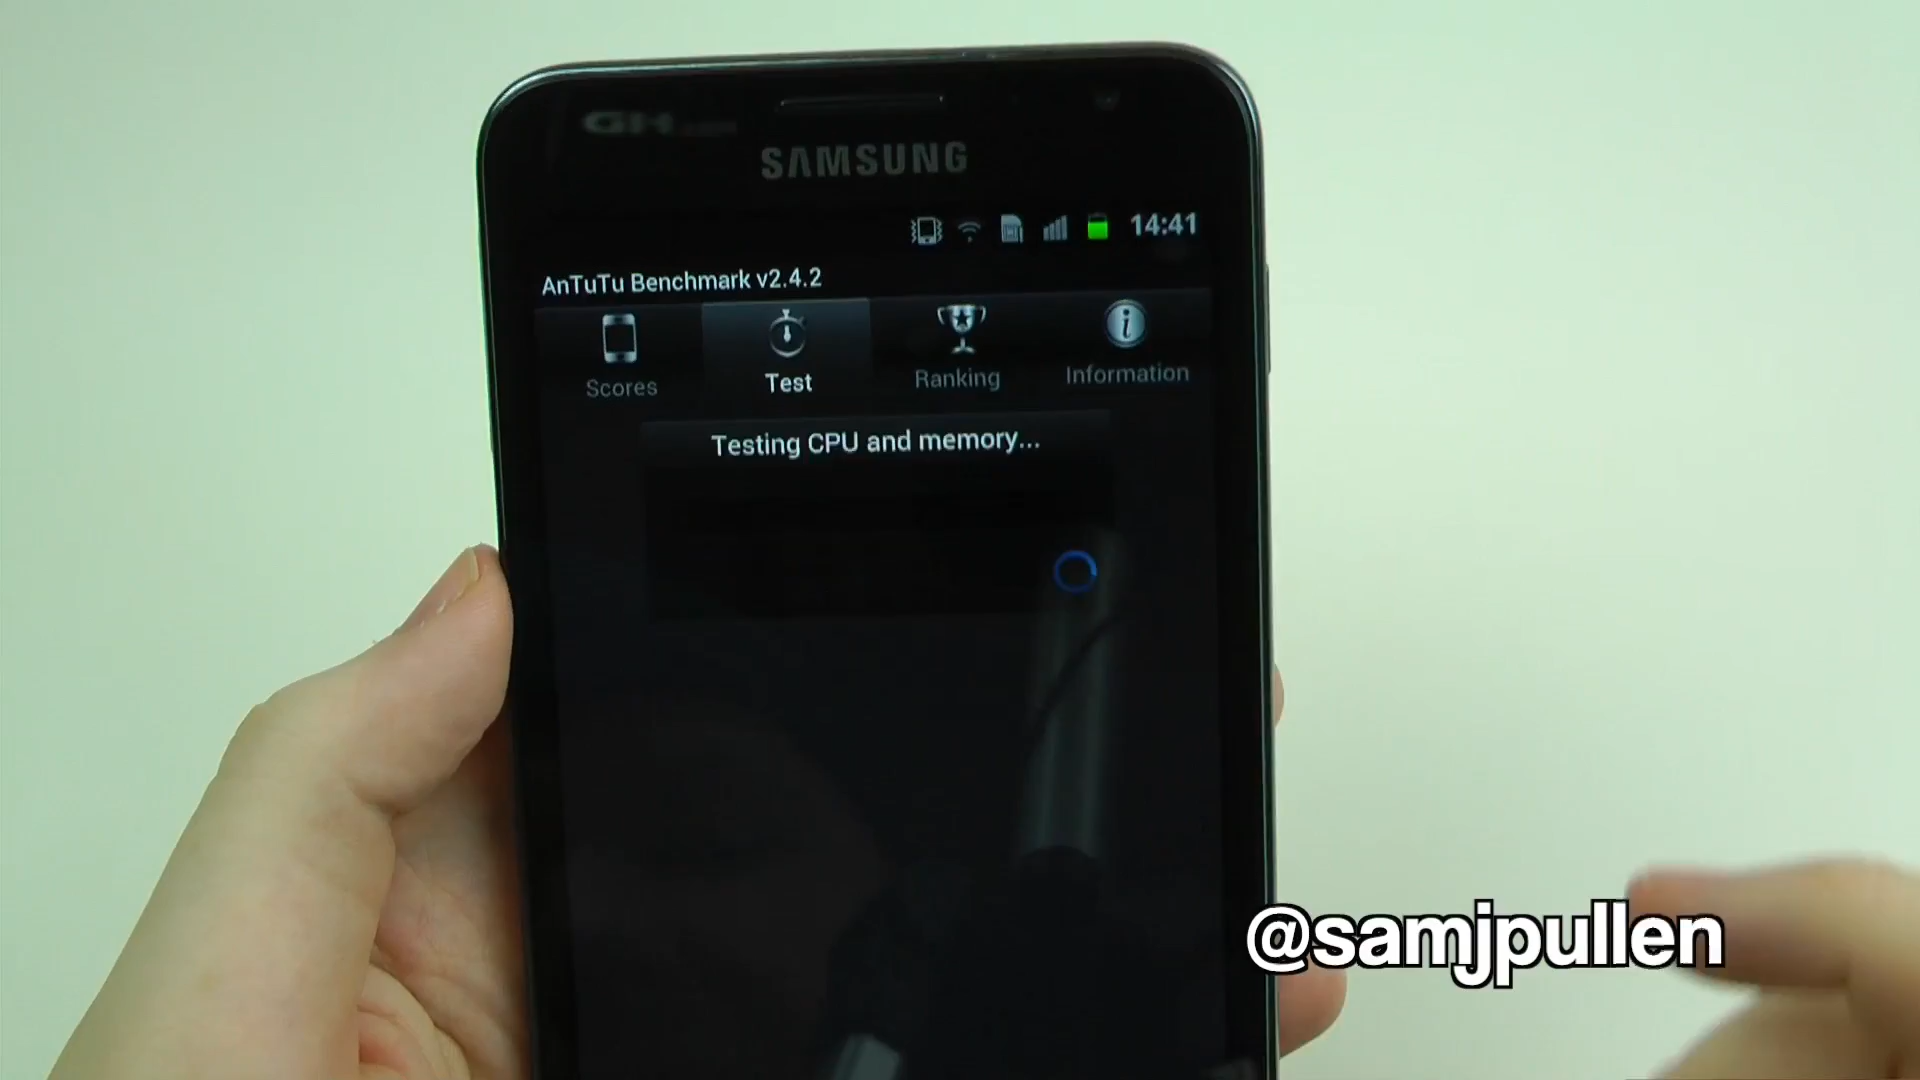 SAMSUNG
14:41
AnTuTu Benchmark v2.4.2
Scores
Test
Ranking
Information
Testing CPU and memory...
@samjpullen